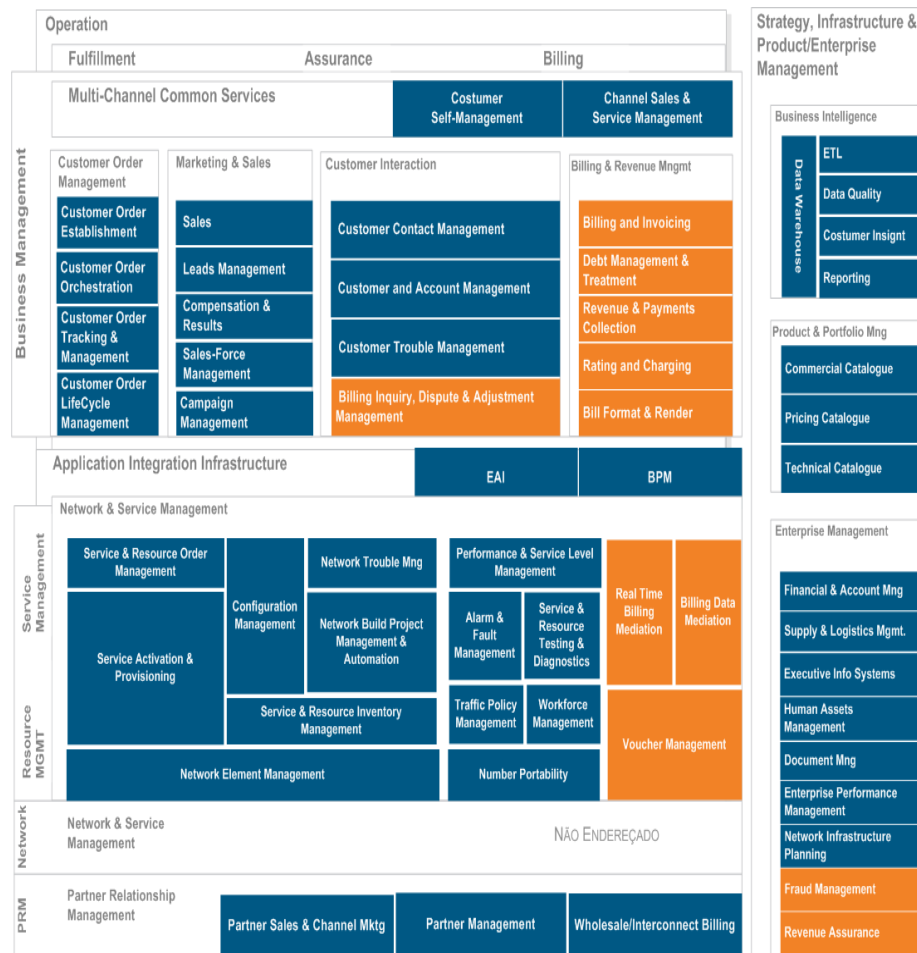 Operation
Fulfillment
Assurance
Billing
Multi-Channel Common Services
Costumer
Self-Management
Channel Sales &
Service Management
Business Management
Customer Order
Management
Customer Order
Establishment
Customer Order
Orchestration
Customer Order
Tracking &
Management
Customer Order
LifeCycle
Management
Marketing & Sales
Sales
Leads Management
Compensation &
Results
Sales-Force
Management
Campaign
Management
Customer Interaction
Customer Contact Management
Customer and Account Management
Customer Trouble Management
Billing Inquiry, Dispute & Adjustment
Management
Billing & Revenue Mngmt
Billing and Invoicing
Debt Management &
Treatment
Revenue & Payments
Collection
Rating and Charging
Bill Format & Render
Application Integration Infrastructure
EAI
BPM
Network & Service Management
Service
Management
Resource
MGMT
Service & Resource Order
Management
Service Activation &
Provisioning
Configuration
Management
Network Trouble Mng
Network Build Project
Management &
Automation
Service & Resource Inventory
Management
Network Element Management
Performance & Service Level
Management
Alarm &
Fault
Management
Service &
Resource
Testing &
Diagnostics
Traffic Policy
Management
Workforce
Management
Number Portability
Real Time
Billing
Mediation
Billing Data
Mediation
Voucher Management
Network
Network & Service
Management
NÃO ENDEREÇADO
PRM
Partner Relationship
Management
Partner Sales & Channel Mktg
Partner Management
Wholesale/Interconnect Billing
Strategy, Infrastructure &
Product/Enterprise
Management
Business Intelligence
Data Warehouse
ETL
Data Quality
Costumer Insignt
Reporting
Product & Portfolio Mng
Commercial Catalogue
Pricing Catalogue
Technical Catalogue
Enterprise Management
Financial & Account Mng
Supply & Logistics Mgmt.
Executive Info Systems
Human Assets
Management
Document Mng
Enterprise Performance
Management
Network Infrastructure
Planning
Fraud Management
Revenue Assurance